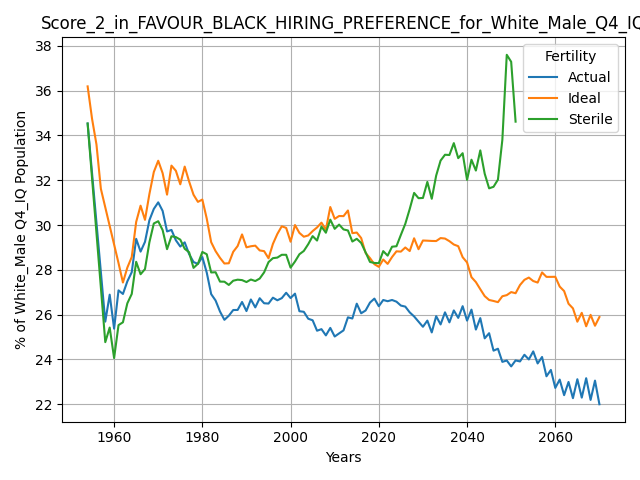 Score_2_in_FAVOUR_BLACK_HIRING_PREFERENCE_for_White_Male_Q4_IQ
Fertility
Actual
Ideal
Sterile
% of White_Male Q4_IQ Population
38
36
34
32
30
28
26
24
22
1960 1980 2000 2020 2040 2060
Years